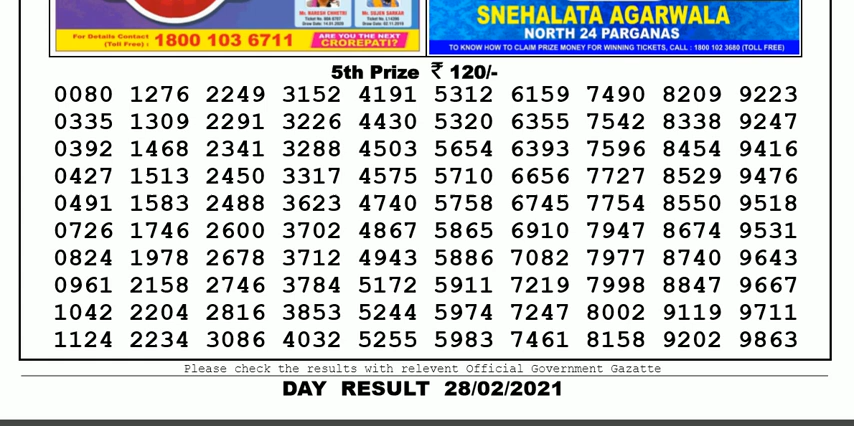 Mr. NARESH CHHETRI
Mr. SUJEN SARKAR
For Details Contact
(Toll Free) : 1800 103 6711
ARE YOU THE NEXT
CROREPATI?
SNEHALATA AGARWALA
NORTH 24 PARGANAS
TO KNOW HOW TO CLAIM PRIZE MONEY FOR WINNING TICKETS, CALL : 1800 102 3680 (TOLL FREE)
5th Prize ₹ 120/-
0080 1276 2249 3152 4191 5312 6159 7490 8209 9223
0335 1309 2291 3226 4430 5320 6355 7542 8338 9247
0392 1468 2341 3288 4503 5654 6393 7596 8454 9416
0427 1513 2450 3317 4575 5710 6656 7727 8529 9476
0491 1583 2488 3623 4740 5758 6745 7754 8550 9518
0726 1746 2600 3702 4867 5865 6910 7947 8674 9531
0824 1978 2678 3712 4943 5886 7082 7977 8740 9643
0961 2158 2746 3784 5172 5911 7219 7998 8847 9667
1042 2204 2816 3853 5244 5974 7247 8002 9119 9711
1124 2234 3086 4032 5255 5983 7461 8158 9202 9863
Please check the results with relevent Official Government Gazatte
DAY RESULT 28/02/2021